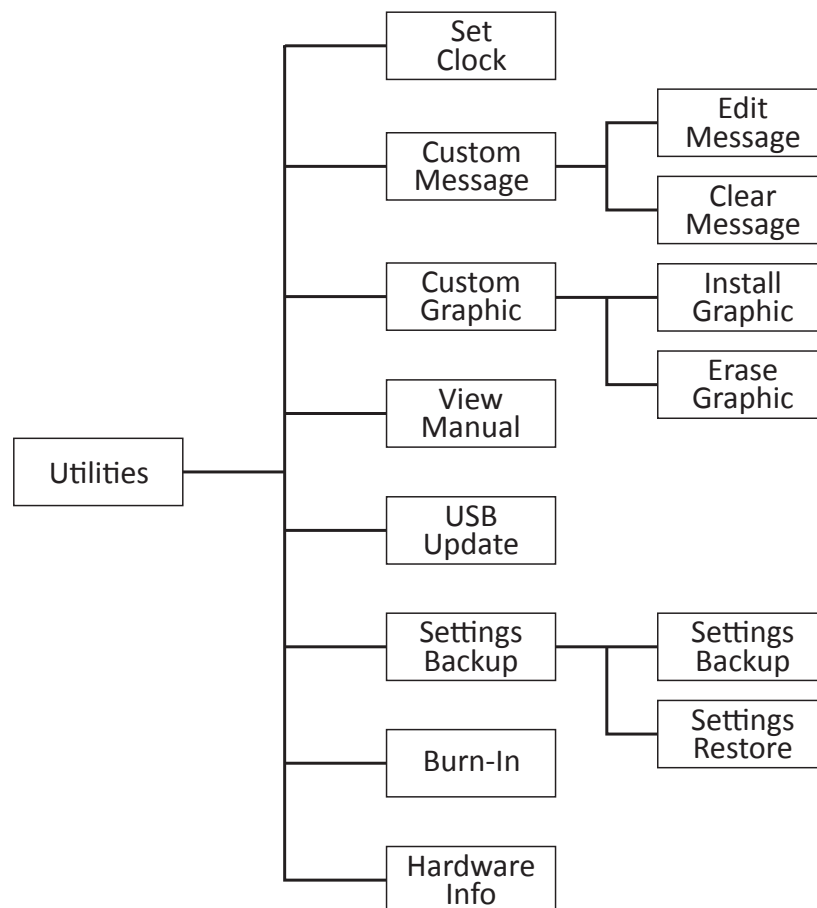 Set
Clock
Edit
Message
Custom
Message
Clear
Message
Custom
Graphic
Install
Graphic
Erase
Graphic
View
Manual
Utilities
USB
Update
Settings
Backup
Settings
Backup
Settings
Restore
Burn-In
Hardware
Info